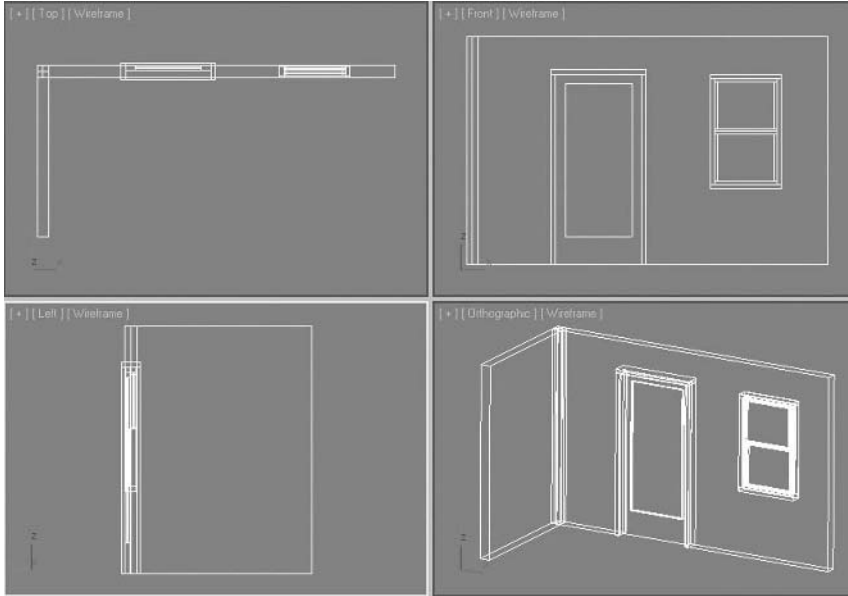 [ + ] [ Top ] [ Wireframe ]
[ + ] [ Front ] [ Wireframe ]
z
z
[ + ] [ Left ] [ Wireframe ]
[ + ] [ Orthographic ] [ Wireframe ]
z
z